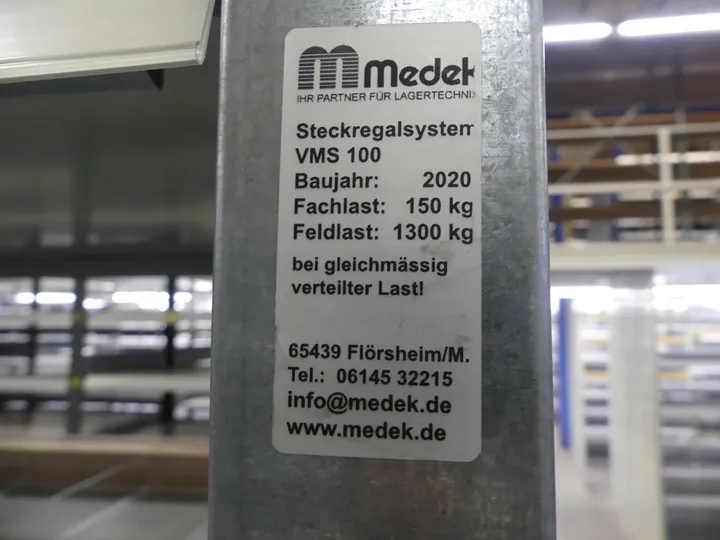 Medek
IHR PARTNER FÜR LAGERTECHNIK
Steckregalsystem
VMS 100
Baujahr: 2020
Fachlast: 150 kg
Feldlast: 1300 kg
bei gleichmässig
verteilter Last!
65439 Flörsheim/M.
Tel.: 06145 32215
info@medek.de
www.medek.de